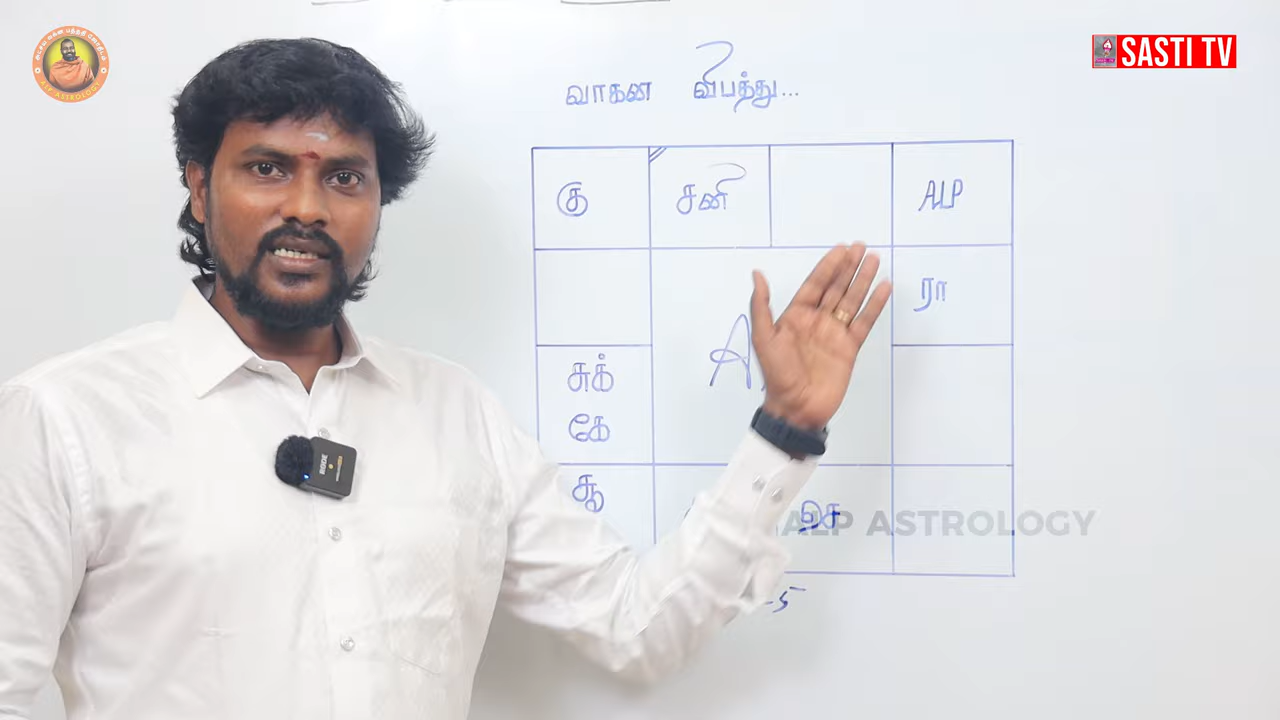 SASTI TV
வாகன விபத்து...
கு சனி ALP
ரா
சுக்
கே
சூ
ALP ASTROLOGY